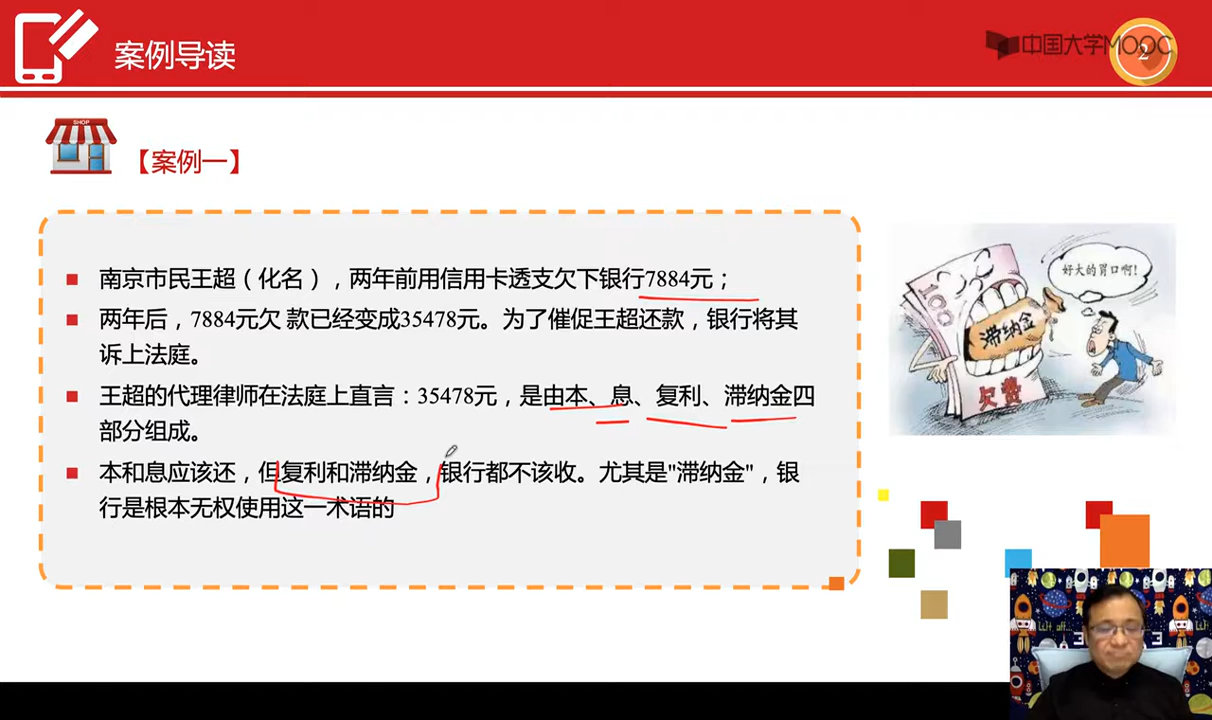 案例导读
中国大学MOOC
2
SHOP
【案例一】
南京市民王超（化名），两年前用信用卡透支欠下银行7884元；
两年后，7884元欠 款已经变成35478元。为了催促王超还款，银行将其
诉上法庭。
王超的代理律师在法庭上直言：35478元，是由本、息、复利、滞纳金四
部分组成。
本和息应该还，但复利和滞纳金，银行都不该收。尤其是"滞纳金"，银
行是根本无权使用这一术语的
好大的胃口啊!
100
滞纳金
欠费